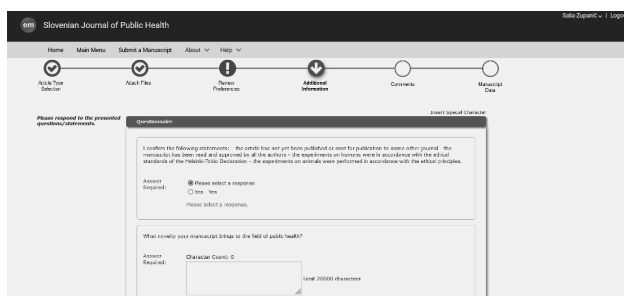 em Slovenian Journal of Public Health
Saša Zupanič | Logout
Home Main Menu Submit a Manuscript About Help
Article Type Selection
Attach Files
Review Preferences
Additional Information
Comments
Manuscript Data
Insert Special Character
Please respond to the presented
questions/statements.
Questionnaire
I confirm the following statements: - the article has not yet been published or sent for publication to some other journal - the
manuscript has been read and approved by all the authors - the experiments on humans were in accordance with the ethical
standards of the Helsinki-Tokio Declaration - the experiments on animals were performed in accordance with the ethical principles.
Answer
Required:
Please select a response
Yes - Yes
Please select a response.
What novelty your manuscript brings to the field of public health?
Answer
Required:
Character Count: 0
Limit 20000 characters